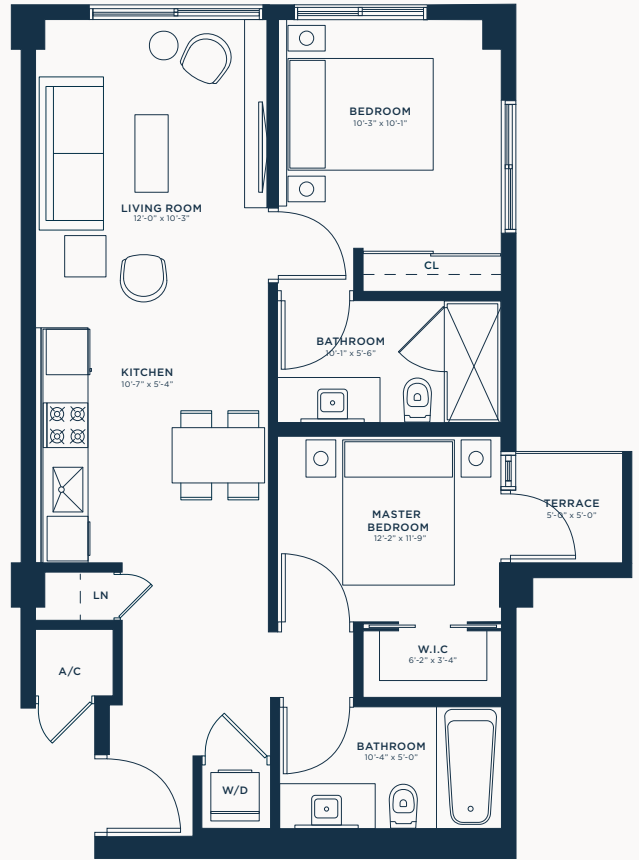 BEDROOM
10'-3" x 10'-1"
LIVING ROOM
12'-0" x 10'-3"
CL
BATHROOM
10'-1" x 5'-6"
KITCHEN
10'-7" x 5'-4"
TERRACE
5'-0" x 5'-0"
MASTER
BEDROOM
12'-2" x 11'-9"
LN
W.I.C
6'-2" x 3'-4"
A/C
BATHROOM
10'-4" x 5'-0"
W/D